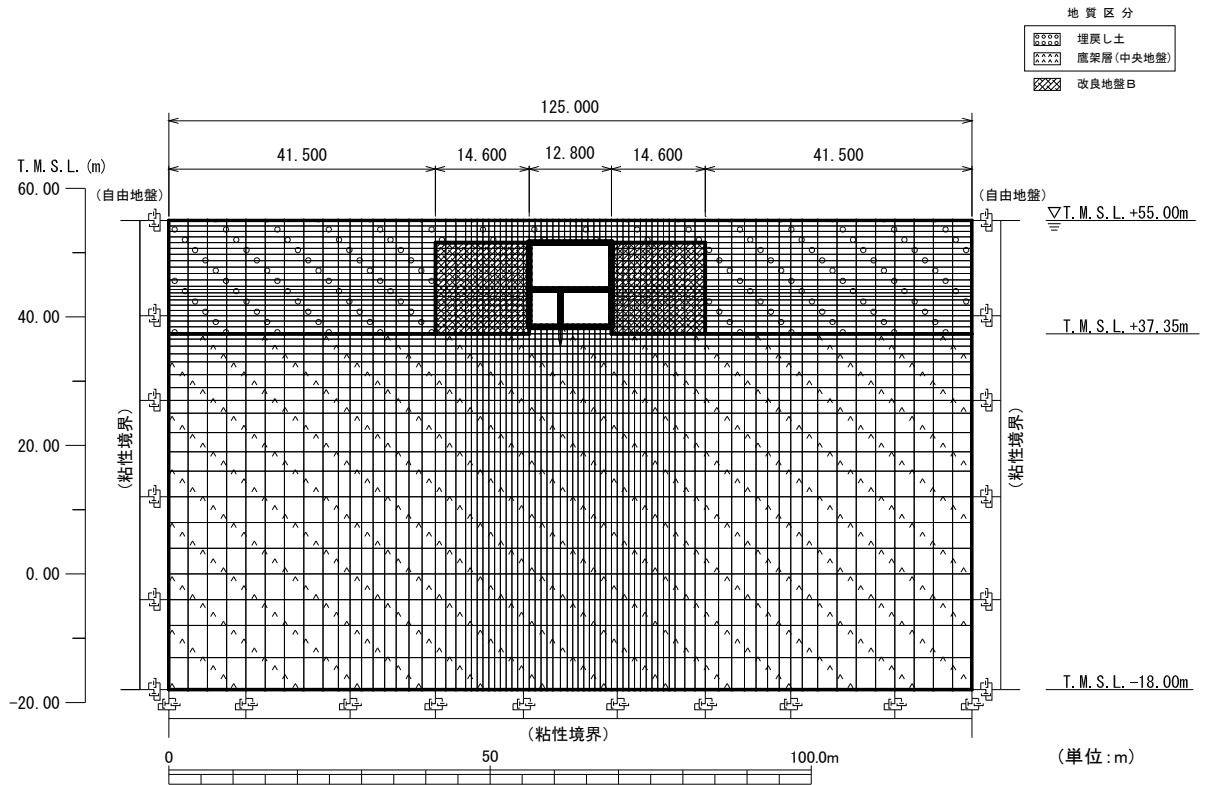 地質区分
埋戻し土
鷹架層(中央地盤)
改良地盤B
125.000
41.500 14.600 12.800 14.600 41.500
T.M.S.L.(m)
60.00
(自由地盤) (自由地盤)
T.M.S.L.+55.00m
40.00
T.M.S.L.+37.35m
20.00
(粘性境界) (粘性境界)
0.00
T.M.S.L.-18.00m
-20.00
(粘性境界)
0 50 100.0m
(単位:m)